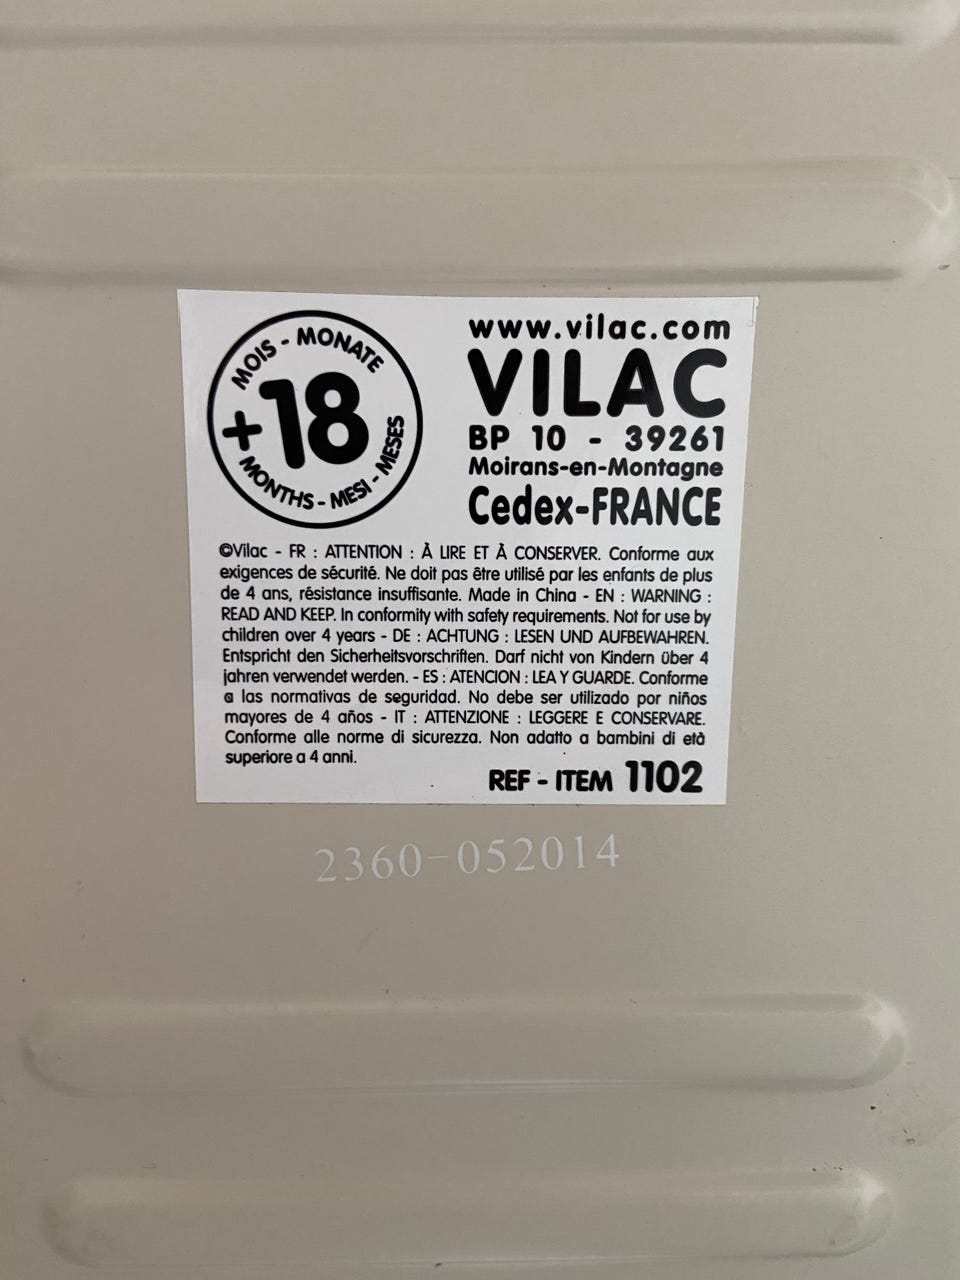 MOIS - MONATE
+18
MONTHS - MESI - MESES
www.vilac.com
VILAC
BP 10 - 39261
Moirans-en-Montagne
Cedex-FRANCE
©Vilac - FR : ATTENTION : À LIRE ET À CONSERVER. Conforme aux
exigences de sécurité. Ne doit pas être utilisé par les enfants de plus
de 4 ans, résistance insuffisante. Made in China - EN : WARNING :
READ AND KEEP. In conformity with safety requirements. Not for use by
children over 4 years - DE : ACHTUNG : LESEN UND AUFBEWAHREN.
Entspricht den Sicherheitsvorschriften. Darf nicht von Kindern über 4
jahren verwendet werden. - ES : ATENCION : LEA Y GUARDE. Conforme
a las normativas de seguridad. No debe ser utilizado por niños
mayores de 4 años - IT : ATTENZIONE : LEGGERE E CONSERVARE.
Conforme alle norme di sicurezza. Non adatto a bambini di età
superiore a 4 anni.
REF - ITEM 1102
2360-052014